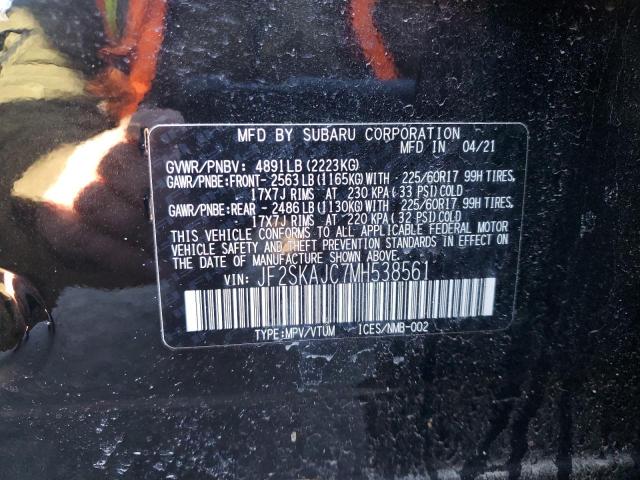 MFD BY SUBARU CORPORATION
MFD IN 04/21
GVWR/PNBV: 4891LB (2223KG)
GAWR/PNBE:FRONT- 2563 LB (1165KG) WITH - 225/60R17 99H TIRES,
17X7J RIMS AT 230 KPA ( 33 PSI) COLD
GAWR/PNBE:REAR - 2486 LB (1130KG) WITH - 225/60R17 99H TIRES,
17X7J RIMS AT 220 KPA ( 32 PSI) COLD
THIS VEHICLE CONFORMS TO ALL APPLICABLE FEDERAL MOTOR
VEHICLE SAFETY AND THEFT PREVENTION STANDARDS IN EFFECT
ON THE DATE OF MANUFACTURE SHOWN ABOVE.
VIN: JF2SKAJC7MH538561
TYPE:MPV/VTUM ICES/NMB-002